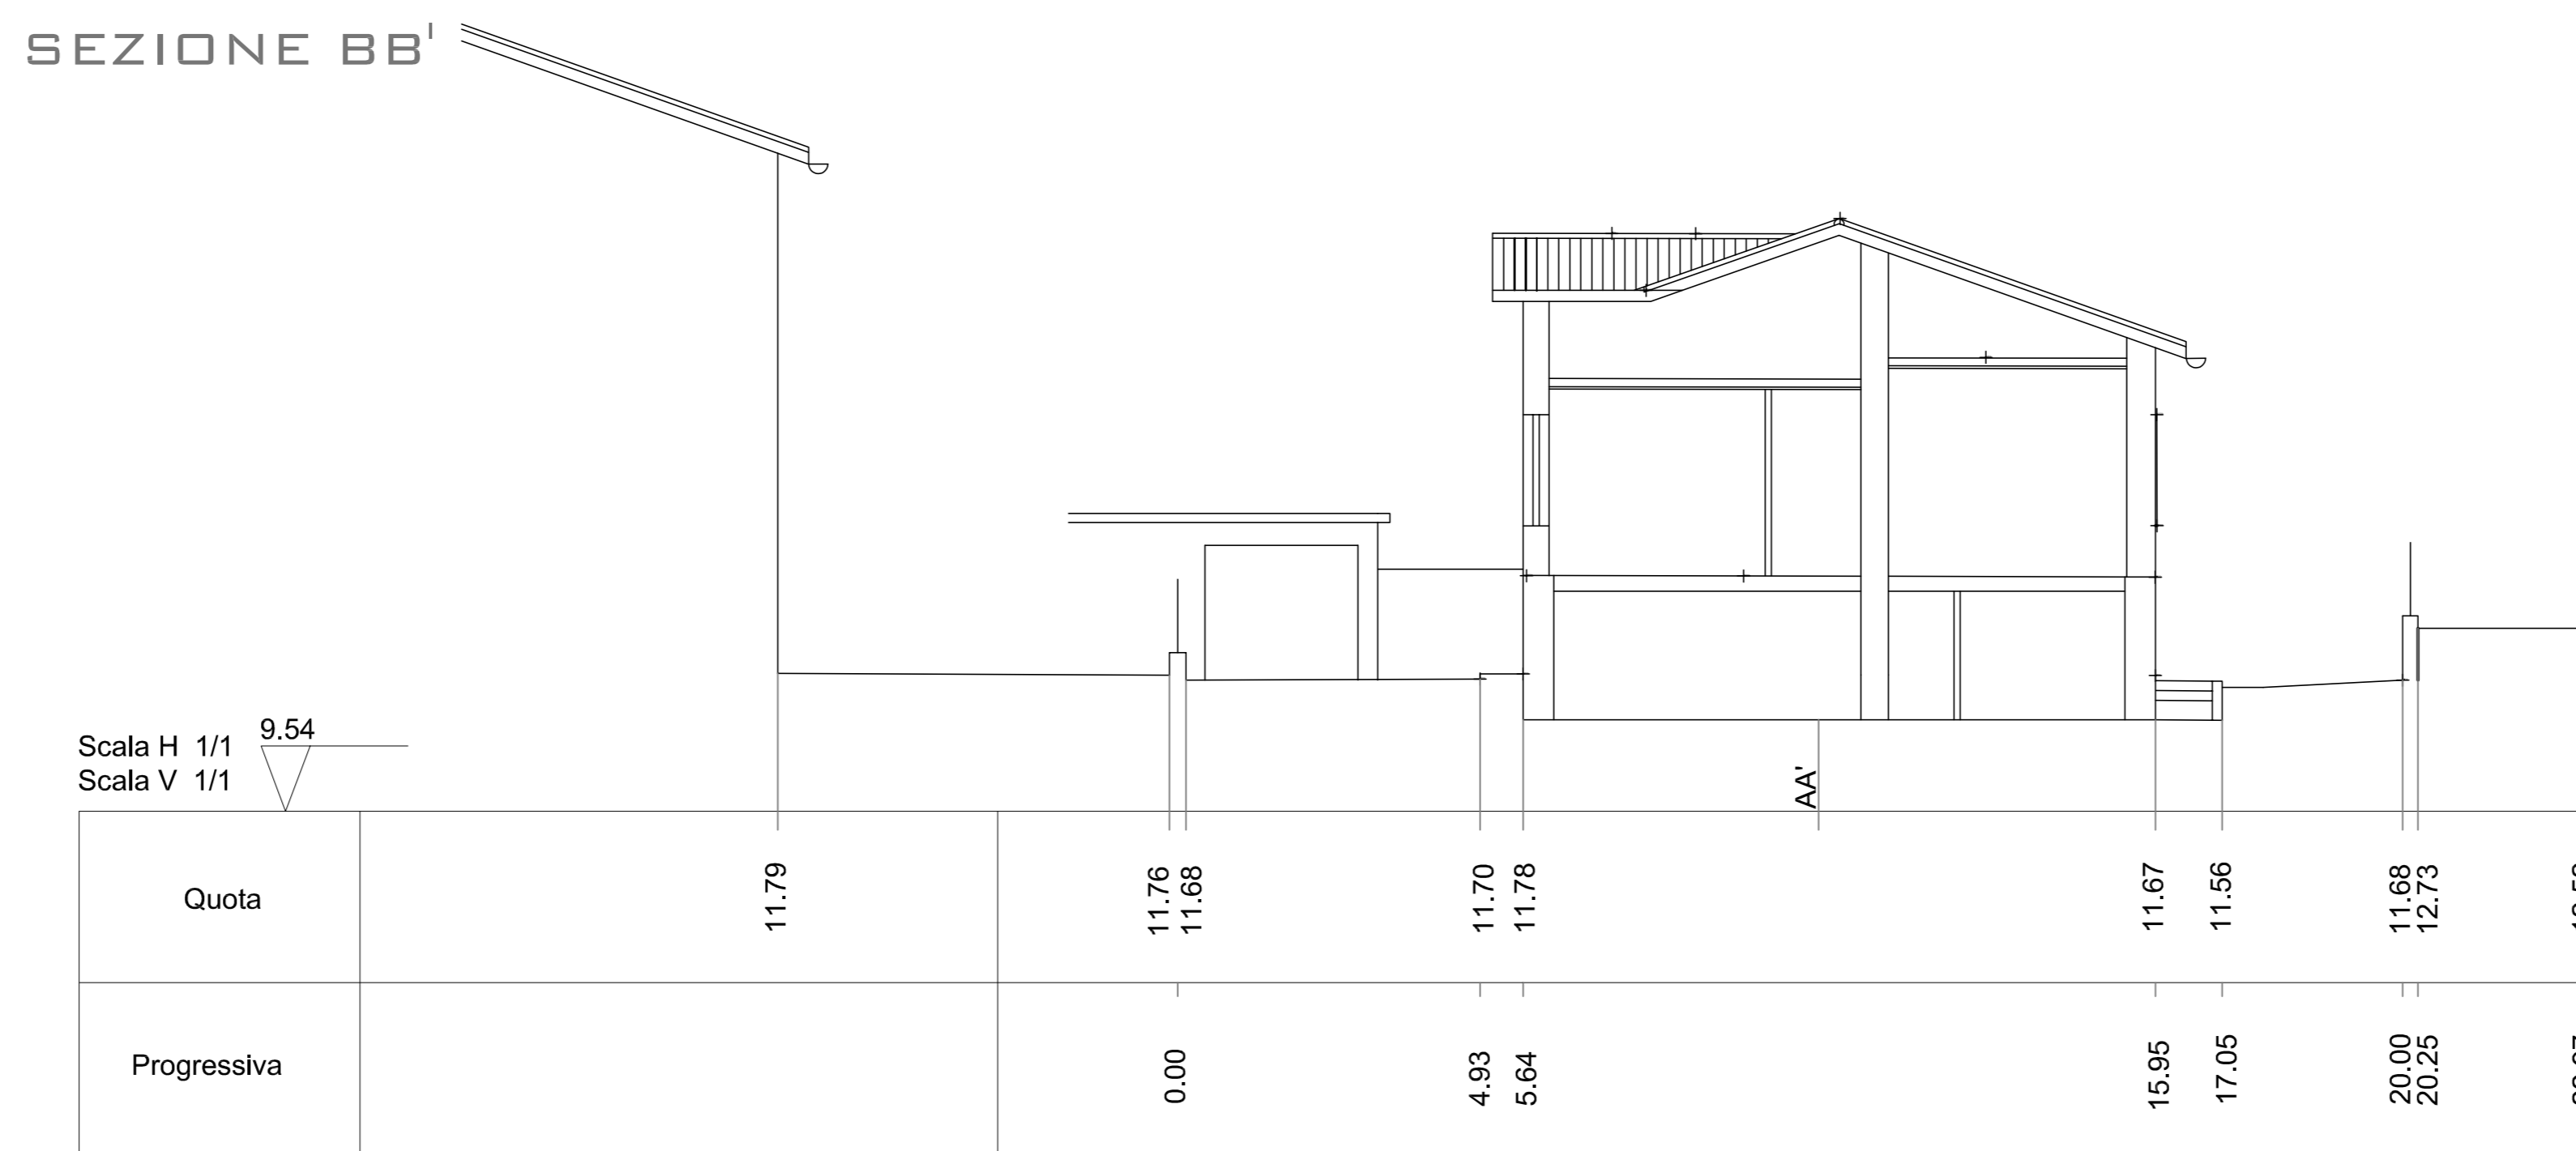 SEZIONE BB'
Scala H 1/1
9.54
Scala V 1/1
AA'
Quota
11.79
11.76
11.68
11.70
11.78
11.67
11.56
11.68
12.73
Progressiva
0.00
4.93
5.64
15.95
17.05
20.00
20.25